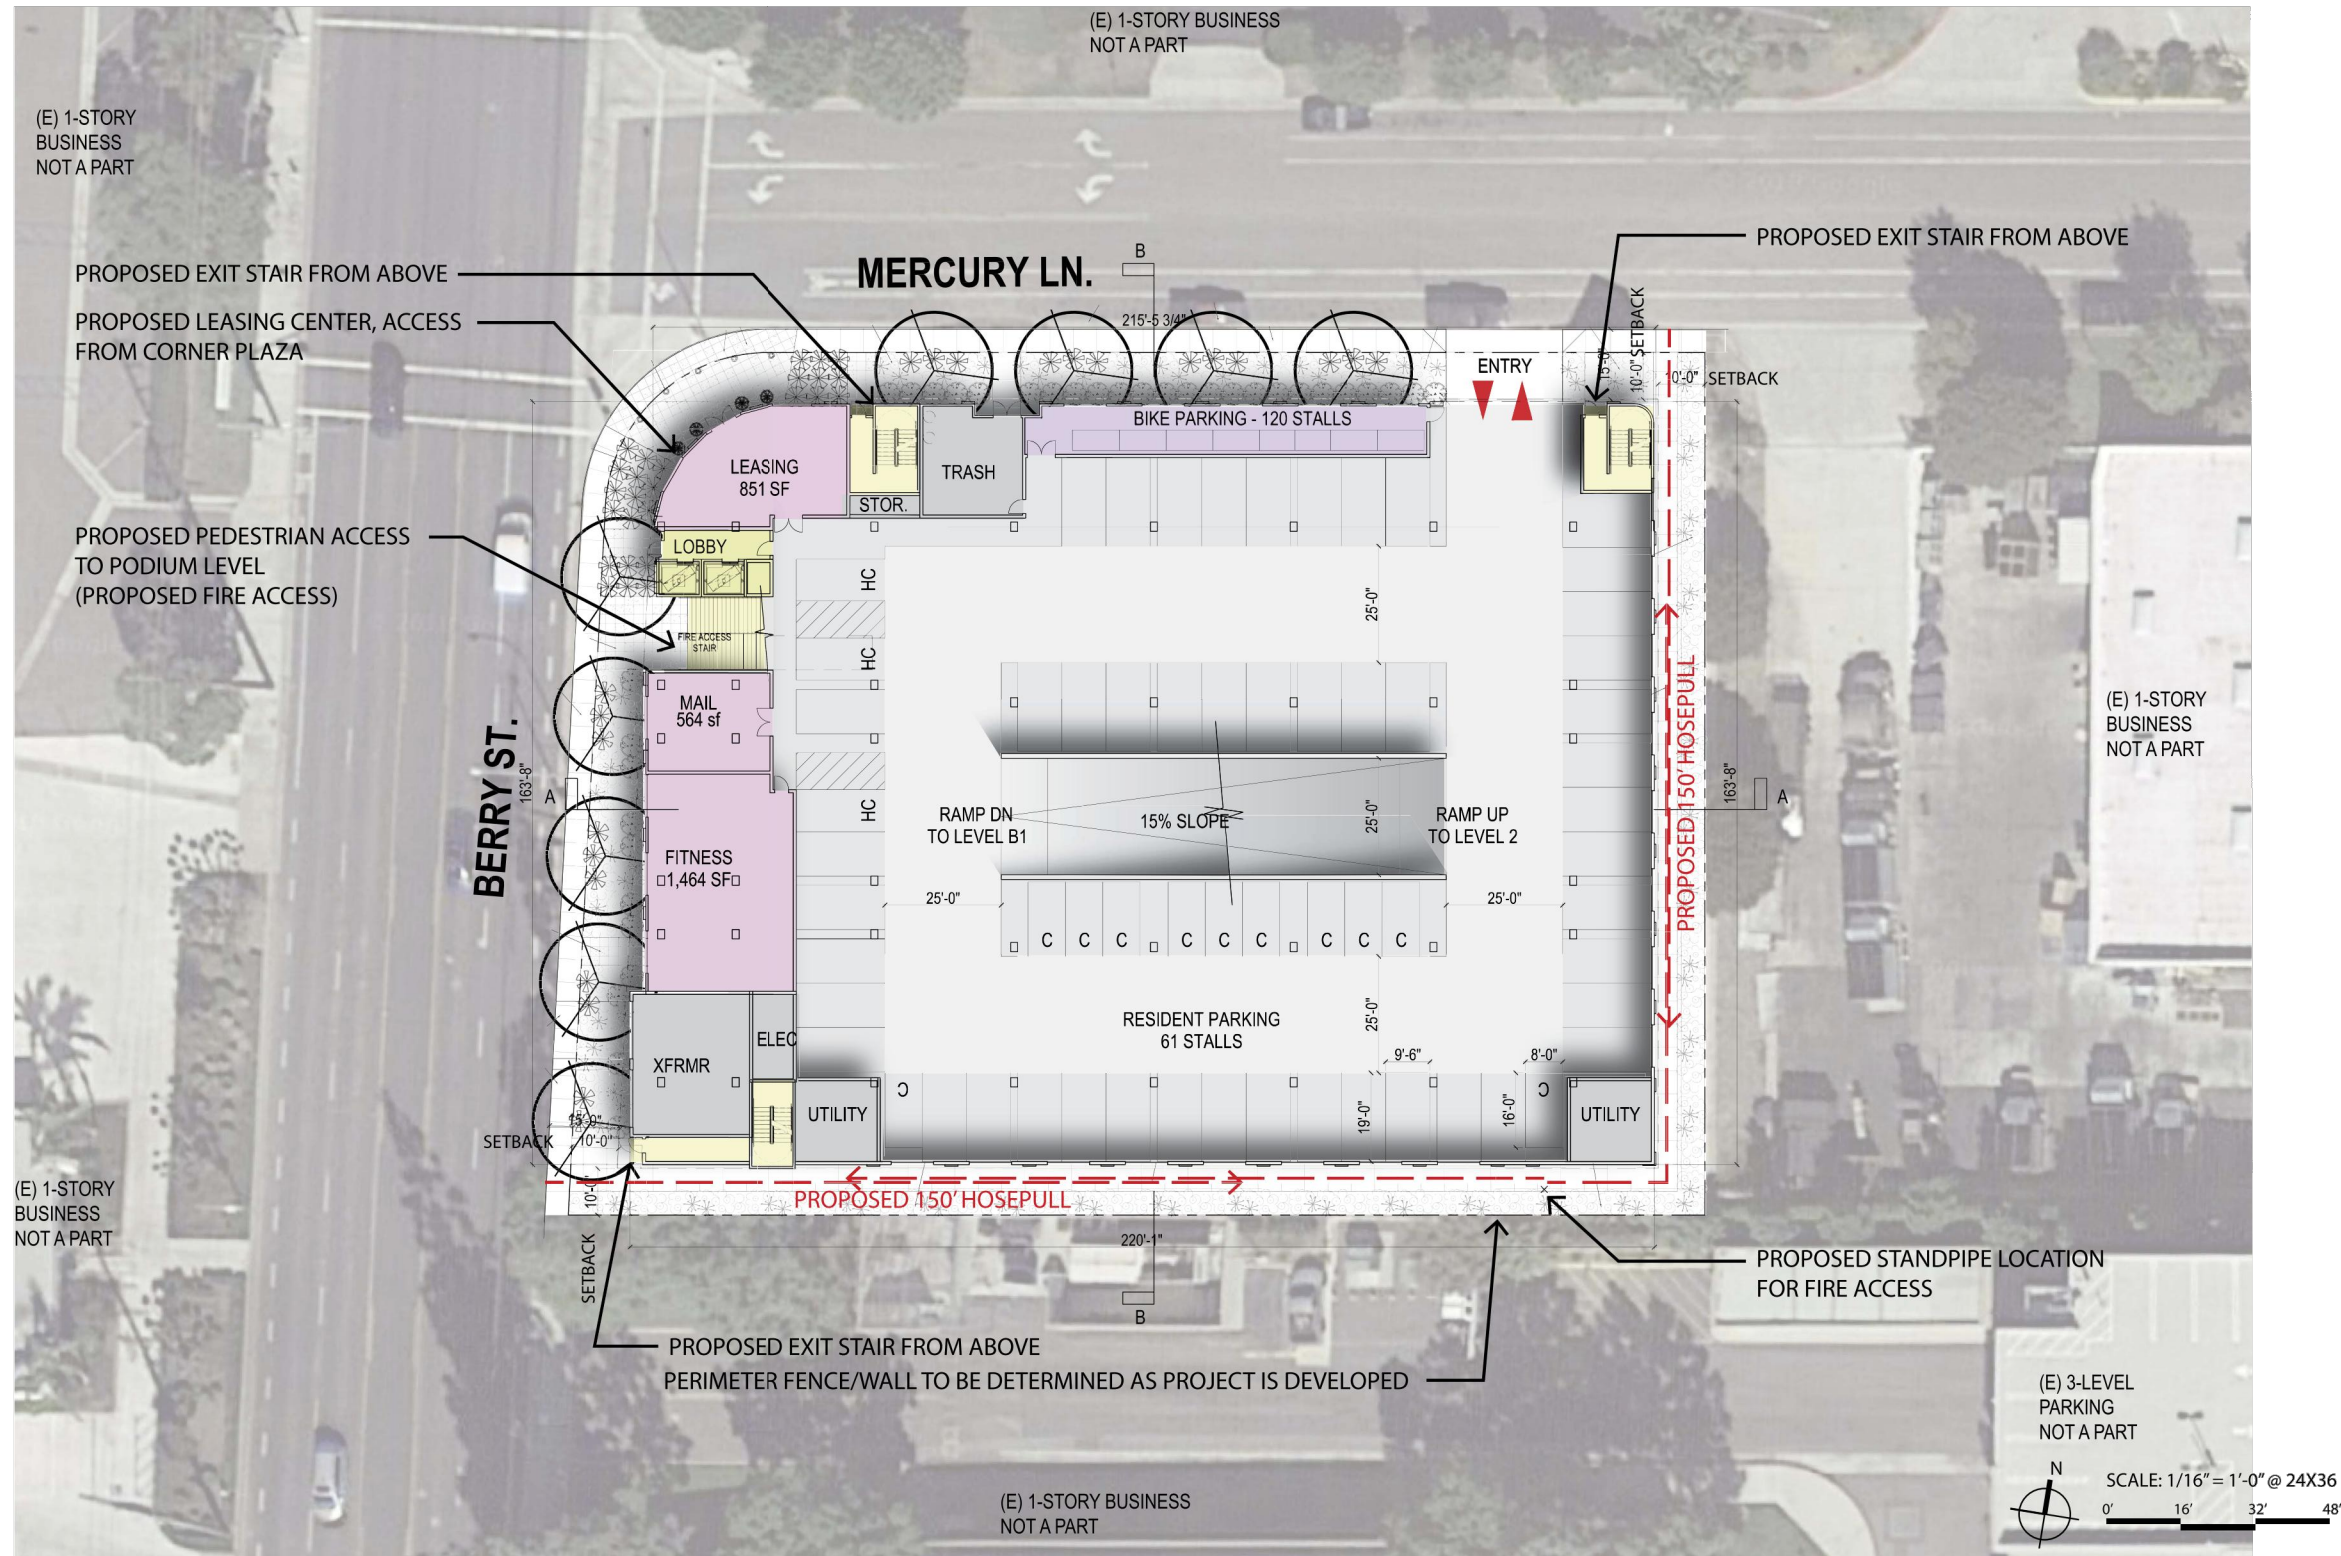 (E) 1-STORY BUSINESS
NOT A PART
(E) 1-STORY
BUSINESS
NOT A PART
PROPOSED EXIT STAIR FROM ABOVE
B
MERCURY LN.
PROPOSED EXIT STAIR FROM ABOVE
PROPOSED LEASING CENTER, ACCESS
FROM CORNER PLAZA
215'-5 3/4"
ENTRY
15'-0"
10'-0" SETBACK
10'-0" SETBACK
BIKE PARKING - 120 STALLS
LEASING
851 SF
TRASH
STOR.
PROPOSED PEDESTRIAN ACCESS
TO PODIUM LEVEL
(PROPOSED FIRE ACCESS)
LOBBY
HC
25'-0"
FIRE ACCESS
STAIR
HC
MAIL
564 sf
PROPOSED 150' HOSEPULL
(E) 1-STORY
BUSINESS
NOT A PART
BERRY ST.
163'-8"
A
HC
RAMP DN
TO LEVEL B1
15% SLOPE
25'-0"
RAMP UP
TO LEVEL 2
163'-8"
A
FITNESS
1,464 SF
25'-0"
25'-0"
C C C C C C C C C
RESIDENT PARKING
61 STALLS
25'-0"
ELEC
XFRMR
9'-6"
8'-0"
C
C
UTILITY
19'-0"
16'-0"
UTILITY
15'-0"
SETBACK
10'-0"
10'-0"
SETBACK
PROPOSED 150' HOSEPULL
220'-1"
(E) 1-STORY
BUSINESS
NOT A PART
B
PROPOSED STANDPIPE LOCATION
FOR FIRE ACCESS
PROPOSED EXIT STAIR FROM ABOVE
PERIMETER FENCE/WALL TO BE DETERMINED AS PROJECT IS DEVELOPED
(E) 3-LEVEL
PARKING
NOT A PART
(E) 1-STORY BUSINESS
NOT A PART
N
SCALE: 1/16" = 1'-0" @ 24X36
0' 16' 32' 48'